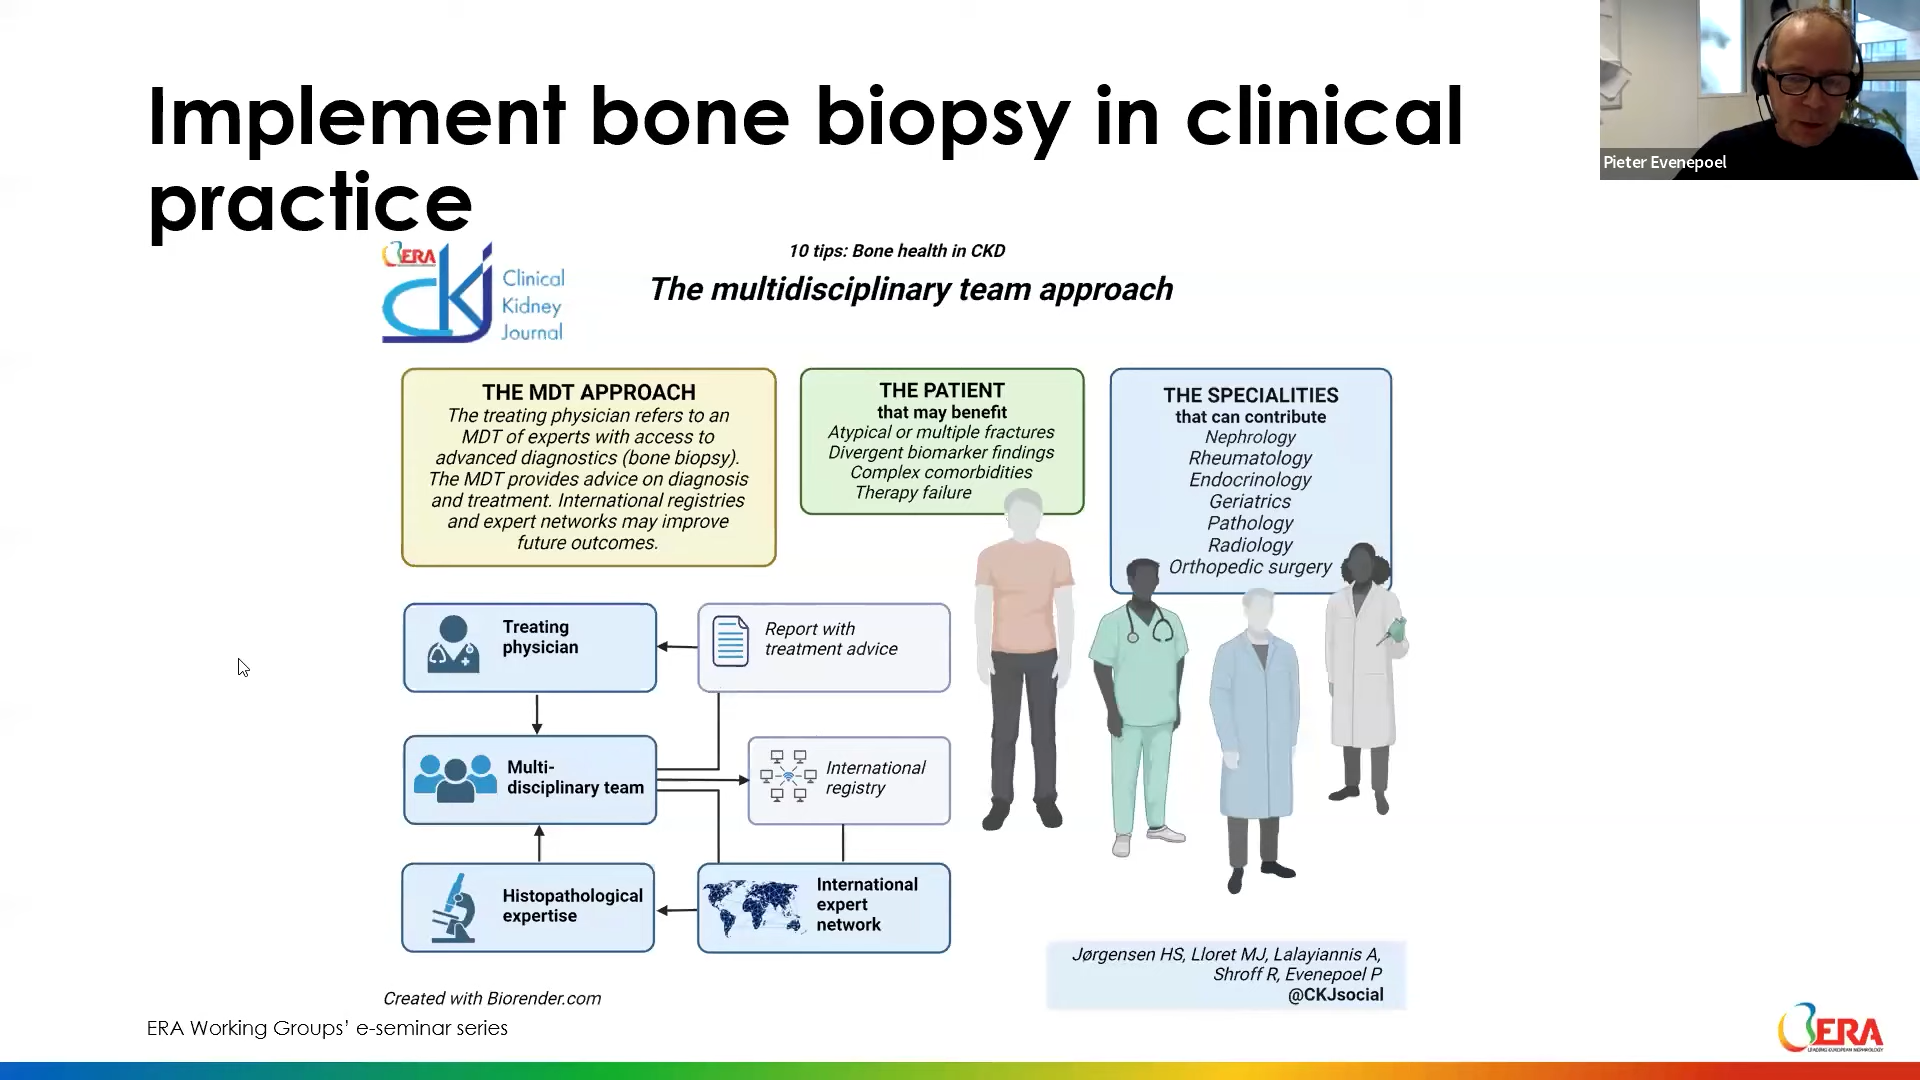 Implement bone biopsy in clinical
practice
Pieter Evenepoel
ERA
ckj
Clinical
Kidney
Journal
10 tips: Bone health in CKD
The multidisciplinary team approach
THE MDT APPROACH
The treating physician refers to an
MDT of experts with access to
advanced diagnostics (bone biopsy).
The MDT provides advice on diagnosis
and treatment. International registries
and expert networks may improve
future outcomes.
THE PATIENT
that may benefit
Atypical or multiple fractures
Divergent biomarker findings
Complex comorbidities
Therapy failure
THE SPECIALITIES
that can contribute
Nephrology
Rheumatology
Endocrinology
Geriatrics
Pathology
Radiology
Orthopedic surgery
Treating
physician
Report with
treatment advice
Multi-
disciplinary team
International
registry
Histopathological
expertise
International
expert
network
Jørgensen HS, Lloret MJ, Lalayiannis A,
Shroff R, Evenepoel P
@CKJsocial
Created with Biorender.com
ERA Working Groups’ e-seminar series
ERA
LEADING EUROPEAN NEPHROLOGY